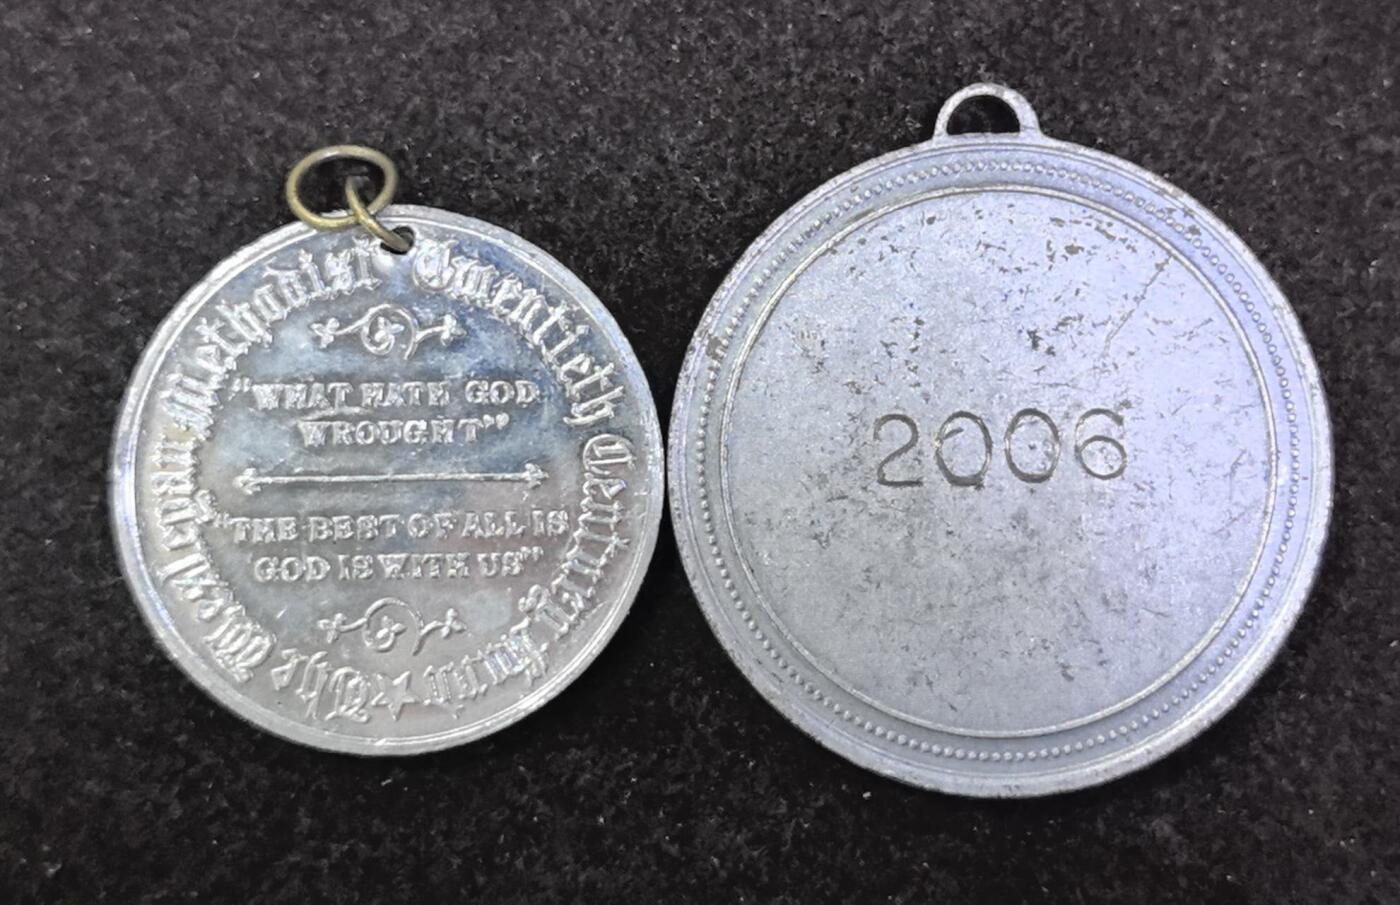 The Wesleyan Methodist Twentieth Century Fund
"WHAT HATH GOD
WROUGHT"
"THE BEST OF ALL IS
GOD IS WITH US"
2006